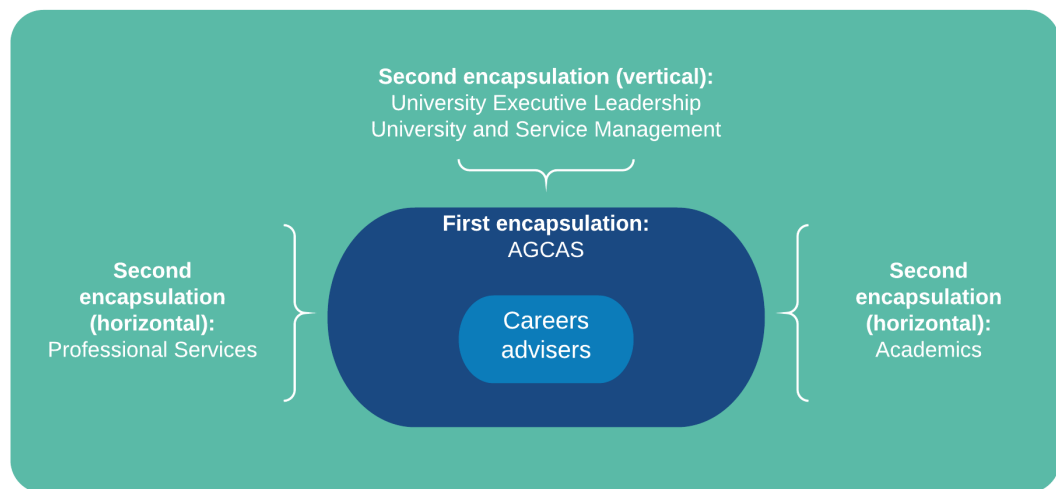 Second encapsulation (vertical):
University Executive Leadership
University and Service Management
First encapsulation:
AGCAS
Second
encapsulation
(horizontal):
Professional Services
Careers
advisers
Second
encapsulation
(horizontal):
Academics